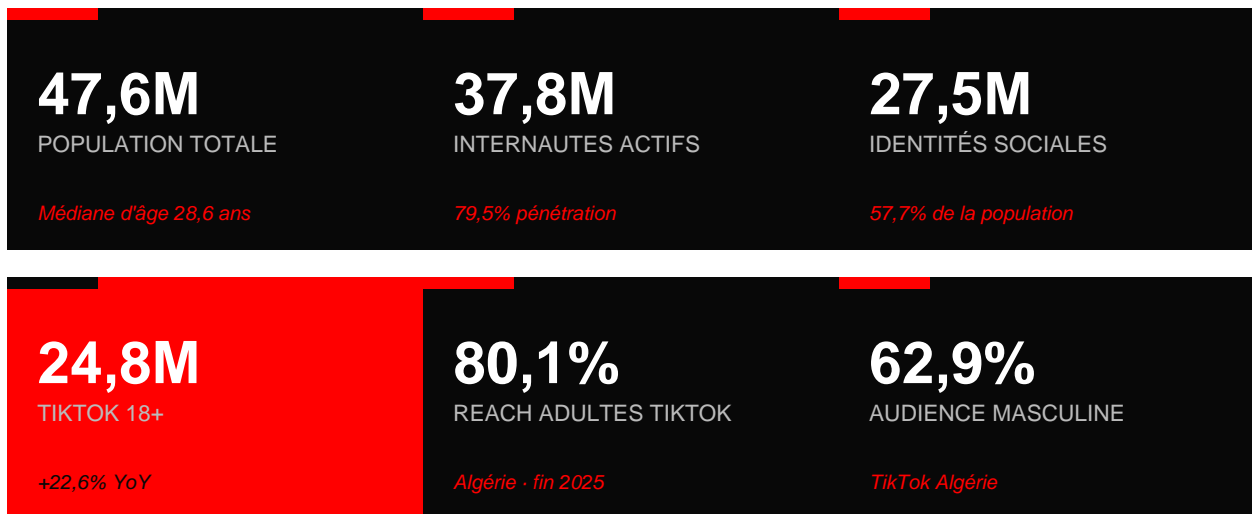 47,6M
POPULATION TOTALE
Médiane d'âge 28,6 ans
37,8M
INTERNAUTES ACTIFS
79,5% pénétration
27,5M
IDENTITÉS SOCIALES
57,7% de la population
24,8M
TIKTOK 18+
+22,6% YoY
80,1%
REACH ADULTES TIKTOK
Algérie · fin 2025
62,9%
AUDIENCE MASCULINE
TikTok Algérie